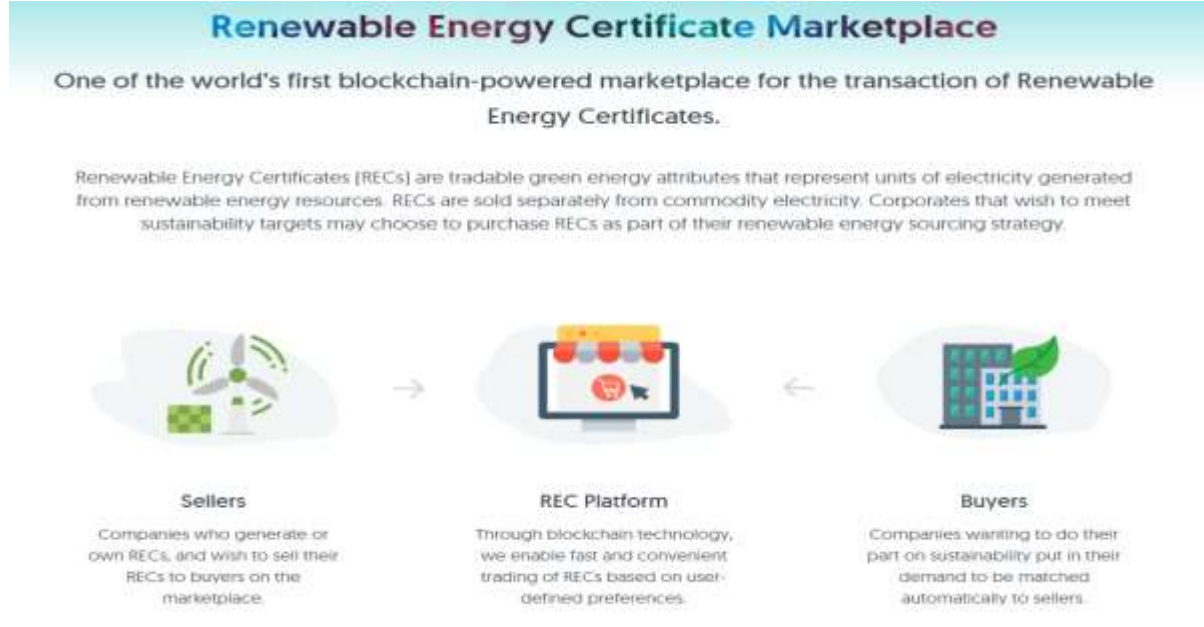 Renewable Energy Certificate Marketplace
One of the world's first blockchain-powered marketplace for the transaction of Renewable
Energy Certificates.
Renewable Energy Certificates (RECs) are tradable green energy attributes that represent units of electricity generated
from renewable energy resources. RECs are sold separately from commodity electricity. Corporates that wish to meet
sustainability targets may choose to purchase RECs as part of their renewable energy sourcing strategy.
Sellers
Companies who generate or
own RECs, and wish to sell their
RECs to buyers on the
marketplace.
REC Platform
Through blockchain technology,
we enable fast and convenient
trading of RECs based on user-
defined preferences.
Buyers
Companies wanting to do their
part on sustainability put in their
demand to be matched
automatically to sellers.